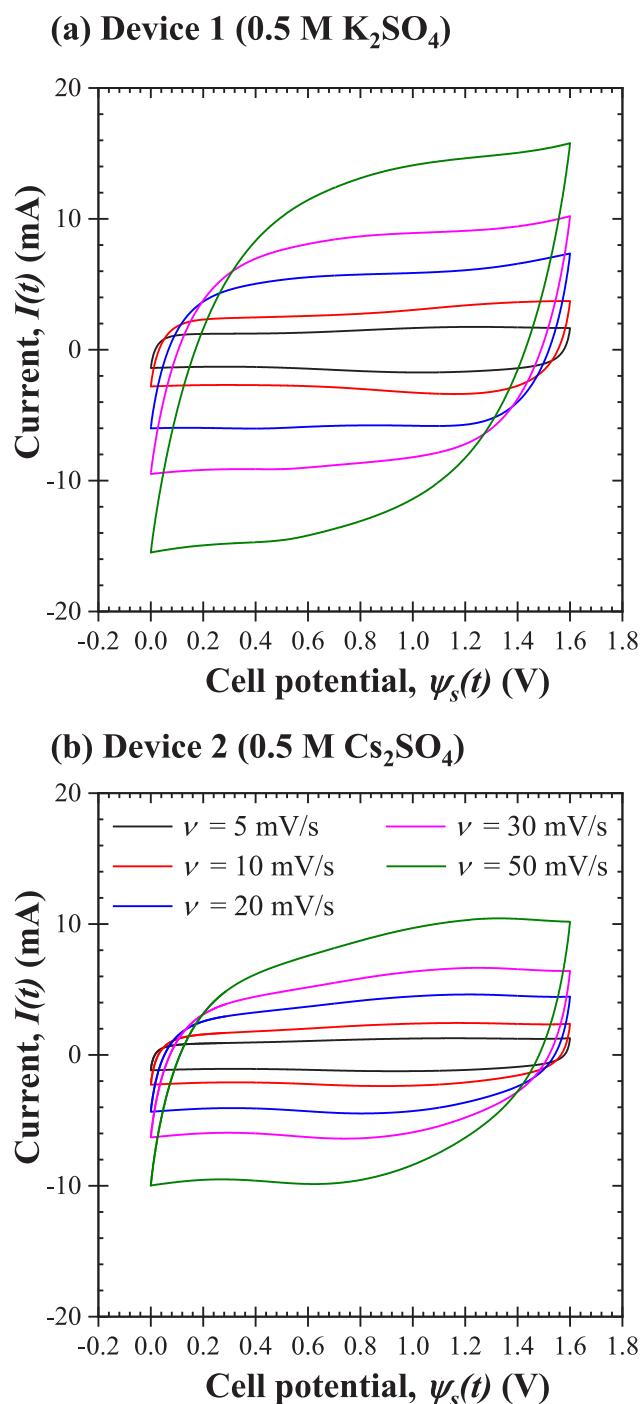 (a) Device 1 (0.5 M K₂SO₄)
20
10
0
-10
-20
Current, I(t) (mA)
-0.2 0.0 0.2 0.4 0.6 0.8 1.0 1.2 1.4 1.6 1.8
Cell potential, ψₛ(t) (V)
(b) Device 2 (0.5 M Cs₂SO₄)
20
10
0
-10
-20
Current, I(t) (mA)
ν = 5 mV/s
ν = 10 mV/s
ν = 20 mV/s
ν = 30 mV/s
ν = 50 mV/s
-0.2 0.0 0.2 0.4 0.6 0.8 1.0 1.2 1.4 1.6 1.8
Cell potential, ψₛ(t) (V)